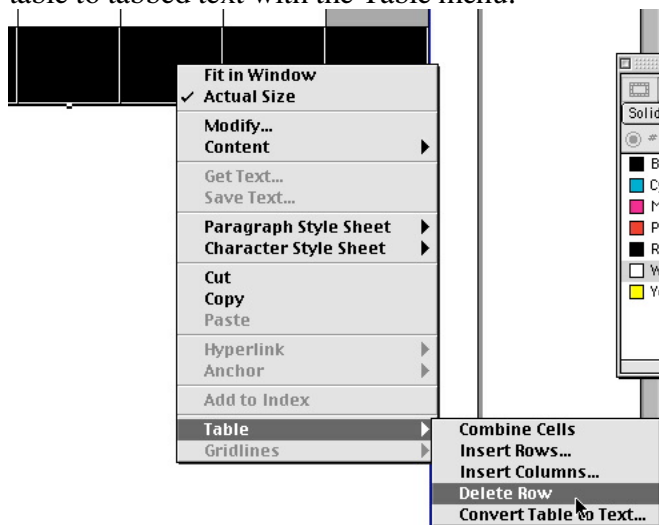 table to tabbed text with the Table menu.
Fit in Window
✓ Actual Size
Modify...
Content
Get Text...
Save Text...
Paragraph Style Sheet
Character Style Sheet
Cut
Copy
Paste
Hyperlink
Anchor
Add to Index
Table
Gridlines
Combine Cells
Insert Rows...
Insert Columns...
Delete Row
Convert Table to Text...
Solid
B
C
M
P
R
W
Y